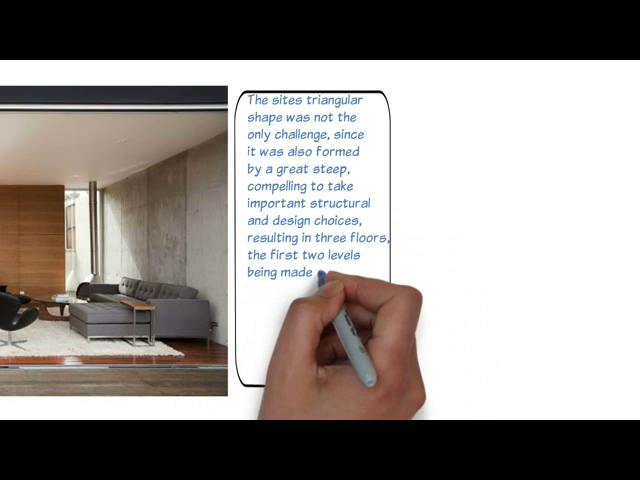 The sites triangular
shape was not the
only challenge, since
it was also formed
by a great steep,
compelling to take
important structural
and design choices,
resulting in three floors,
the first two levels
being made